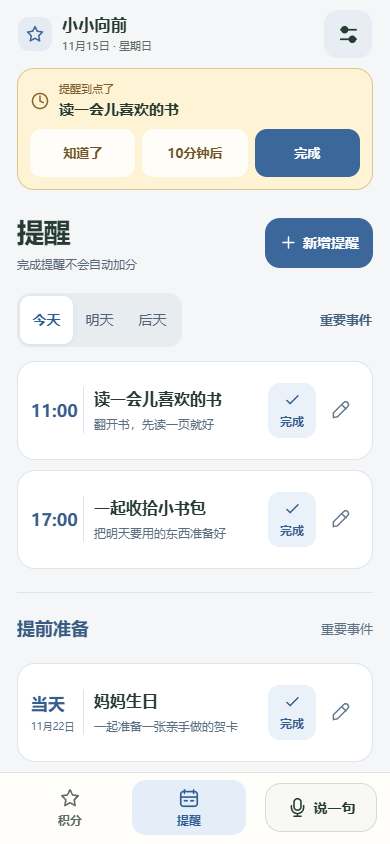 小小向前
11月15日 · 星期日
提醒到点了
读一会儿喜欢的书
知道了
10分钟后
完成
提醒
完成提醒不会自动加分
新增提醒
今天
明天
后天
重要事件
11:00
读一会儿喜欢的书
翻开书，先读一页就好
完成
17:00
一起收拾小书包
把明天要用的东西准备好
完成
提前准备
重要事件
当天
11月22日
妈妈生日
一起准备一张亲手做的贺卡
完成
积分
提醒
说一句